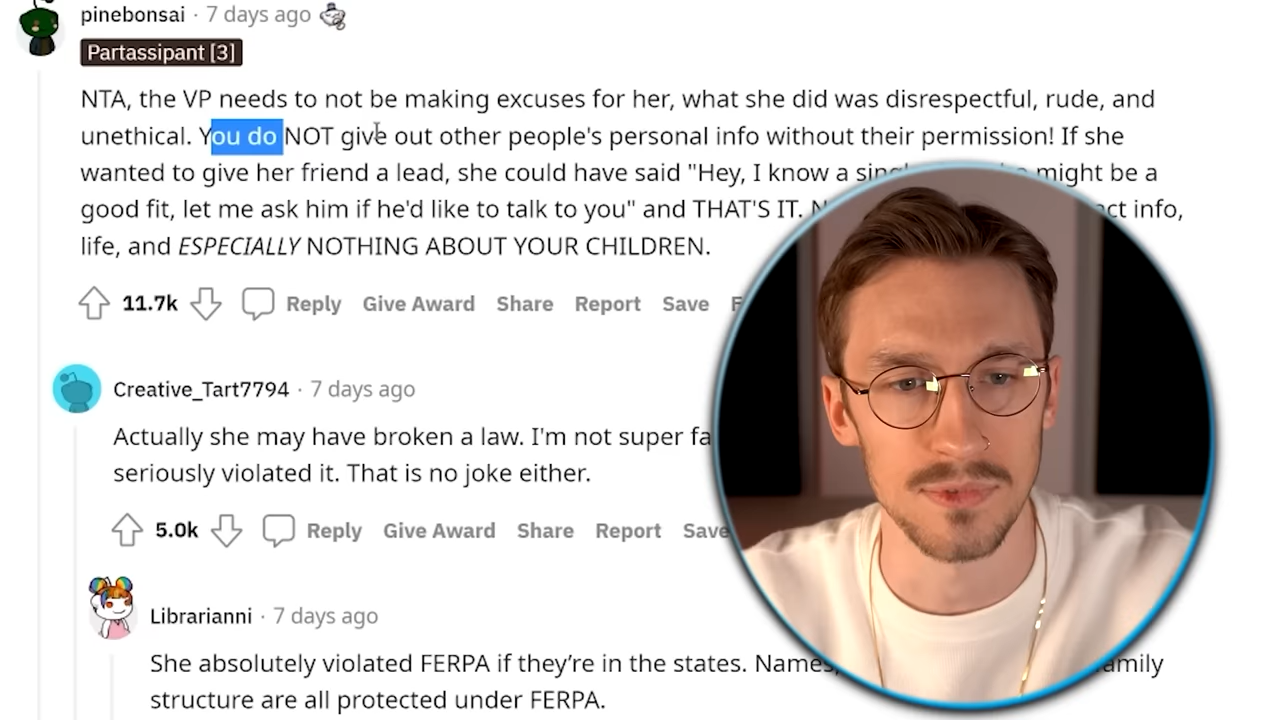 pinebonsai · 7 days ago
Partassipant [3]
NTA, the VP needs to not be making excuses for her, what she did was disrespectful, rude, and
unethical. You do NOT give out other people's personal info without their permission! If she
wanted to give her friend a lead, she could have said "Hey, I know a might be a
good fit, let me ask him if he'd like to talk to you" and THAT'S IT. info,
life, and ESPECIALLY NOTHING ABOUT YOUR CHILDREN.
11.7k Reply Give Award Share Report Save
Creative_Tart7794 · 7 days ago
Actually she may have broken a law. I'm not super
seriously violated it. That is no joke either.
5.0k Reply Give Award Share Report Save
Librarianni · 7 days ago
She absolutely violated FERPA if they’re in the states. Names, family
structure are all protected under FERPA.